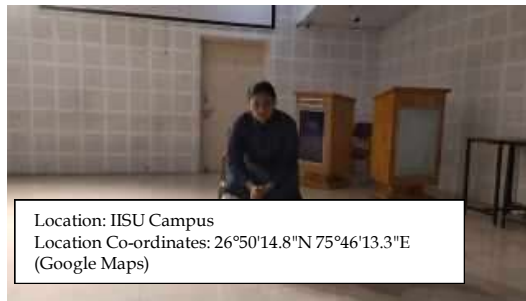 Location: IISU Campus
Location Co-ordinates: 26°50'14.8"N 75°46'13.3"E
(Google Maps)